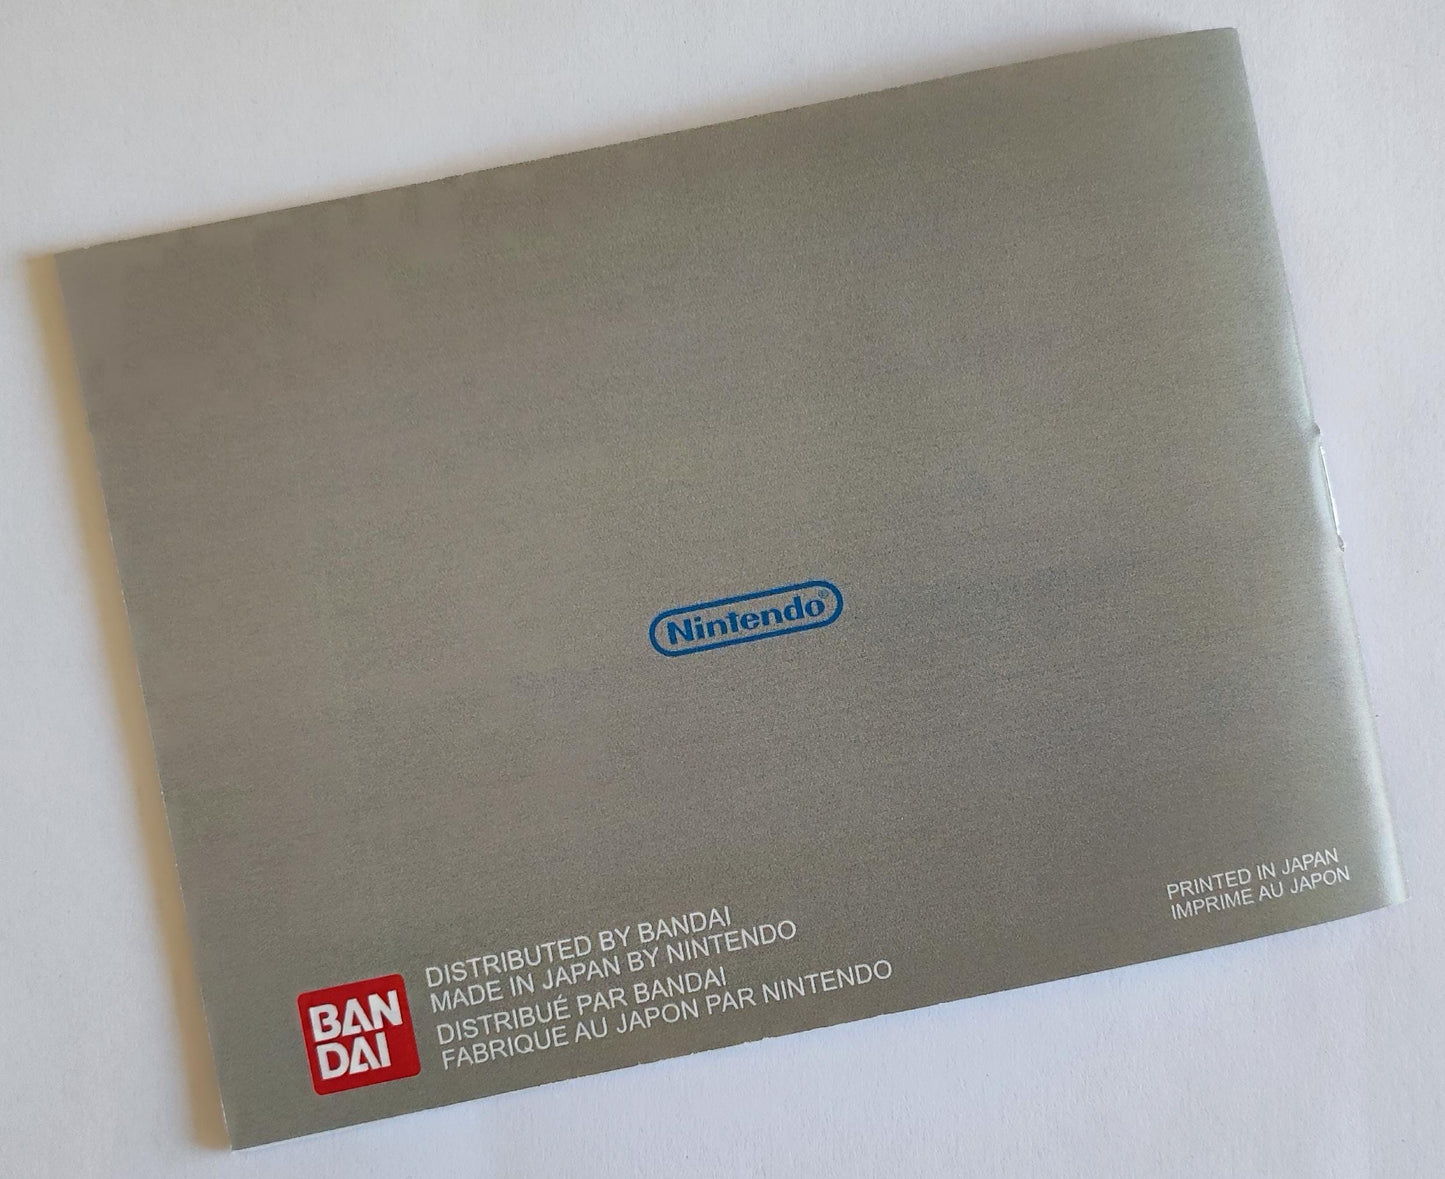 Nintendo®
PRINTED IN JAPAN
IMPRIME AU JAPON
BAN
DAI
DISTRIBUTED BY BANDAI
MADE IN JAPAN BY NINTENDO
DISTRIBUÉ PAR BANDAI
FABRIQUE AU JAPON PAR NINTENDO